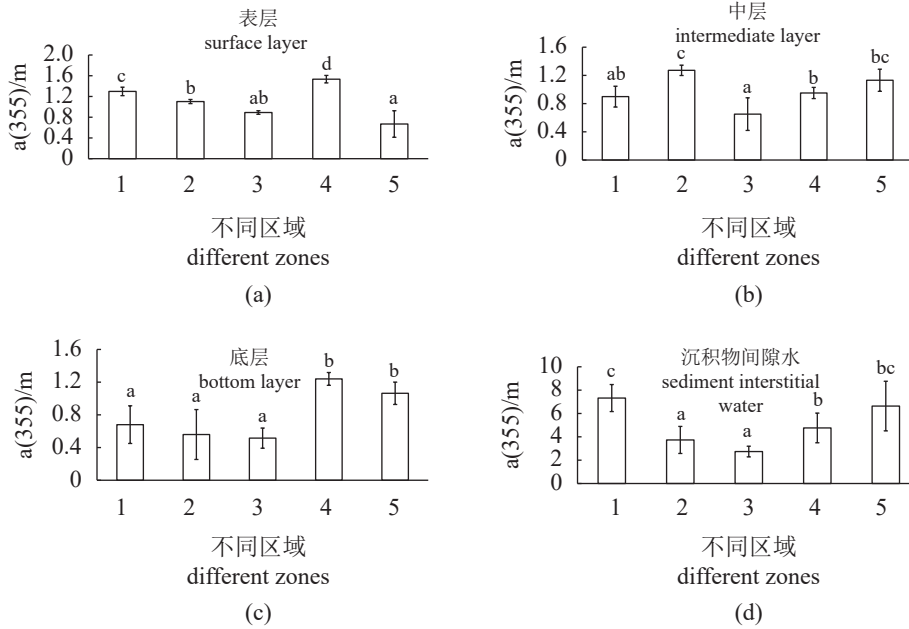 表层
surface layer
2.0
1.6
1.2
0.8
0.4
0
a(355)/m
c
b
ab
d
a
1 2 3 4 5
不同区域
different zones
(a)
中层
intermediate layer
1.6
1.2
0.8
0.4
0
a(355)/m
ab
c
a
b
bc
1 2 3 4 5
不同区域
different zones
(b)
底层
bottom layer
1.6
1.2
0.8
0.4
0
a(355)/m
a
a
a
b
b
1 2 3 4 5
不同区域
different zones
(c)
沉积物间隙水
sediment interstitial
water
10
8
6
4
2
0
a(355)/m
c
a
a
b
bc
1 2 3 4 5
不同区域
different zones
(d)